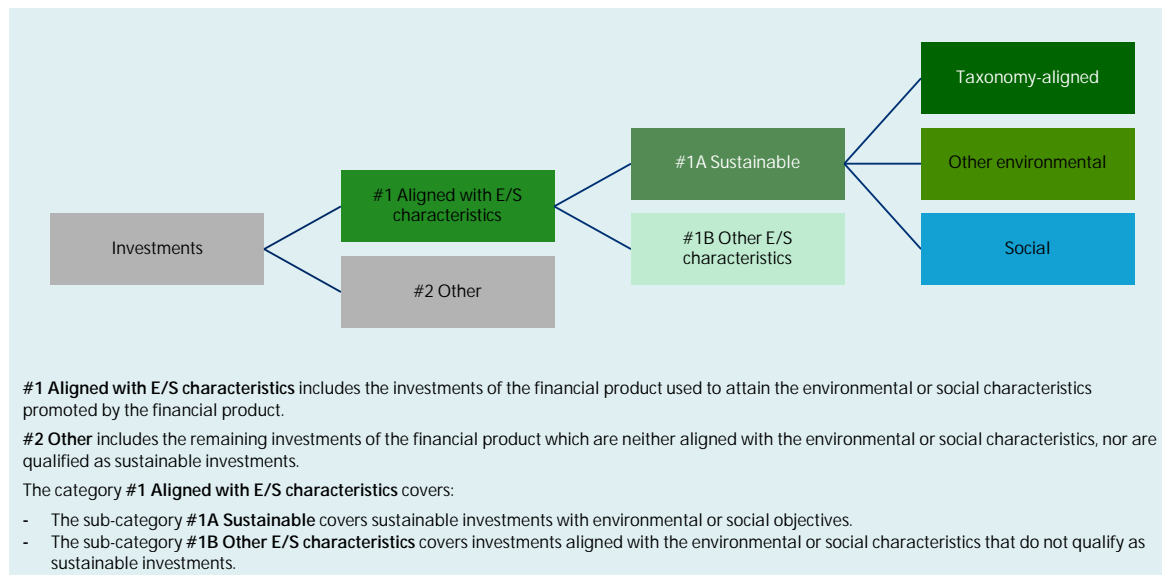 Taxonomy-aligned
#1A Sustainable
Other environmental
#1 Aligned with E/S
characteristics
#1B Other E/S
characteristics
Social
Investments
#2 Other
#1 Aligned with E/S characteristics includes the investments of the financial product used to attain the environmental or social characteristics
promoted by the financial product.
#2 Other includes the remaining investments of the financial product which are neither aligned with the environmental or social characteristics, nor are
qualified as sustainable investments.
The category #1 Aligned with E/S characteristics covers:
- The sub-category #1A Sustainable covers sustainable investments with environmental or social objectives.
- The sub-category #1B Other E/S characteristics covers investments aligned with the environmental or social characteristics that do not qualify as
sustainable investments.